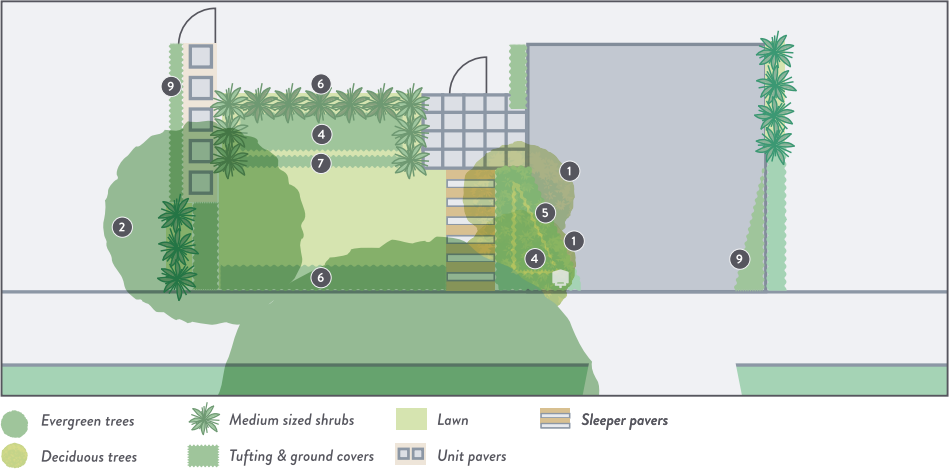 9
6
4
7
1
2
5
1
4
9
6
Evergreen trees
Medium sized shrubs
Lawn
Sleeper pavers
Deciduous trees
Tufting & ground covers
Unit pavers